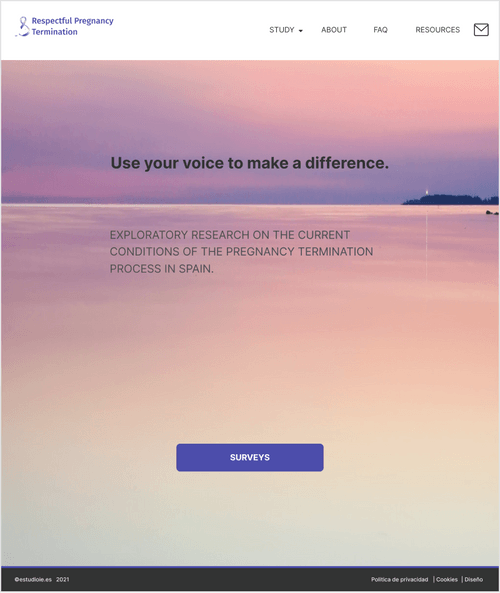 Respectful Pregnancy
Termination
STUDY ABOUT FAQ RESOURCES
Use your voice to make a difference.
EXPLORATORY RESEARCH ON THE CURRENT
CONDITIONS OF THE PREGNANCY TERMINATION
PROCESS IN SPAIN.
SURVEYS
©estudioie.es 2021 Política de privacidad | Cookies | Diseño